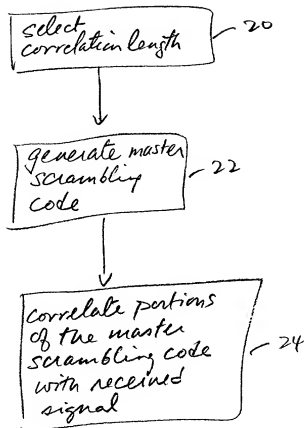 select
correlation length
20
generate master
scrambling
code
22
correlate portions
of the master
scrambling code
with received
signal
24